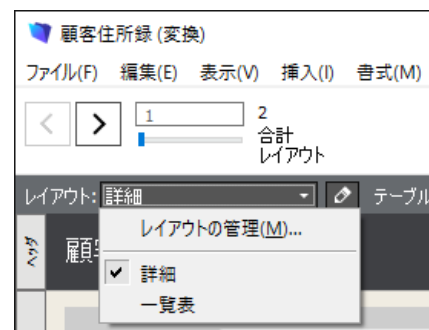 顧客住所録 (変換)
ファイル(F) 編集(E) 表示(V) 挿入(I) 書式(M)
1
2
合計
レイアウト
レイアウト: 詳細
テーブル
レイアウトの管理(M)...
ヘッダ
顧
詳細
一覧表